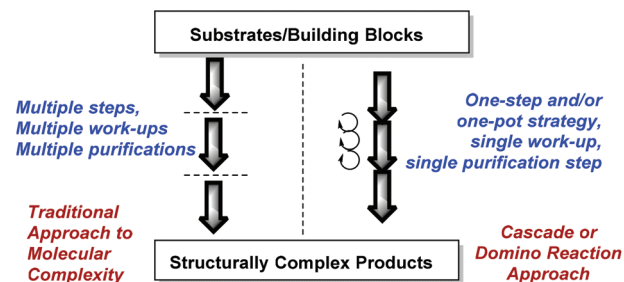 Substrates/Building Blocks
Multiple steps,
Multiple work-ups
Multiple purifications
One-step and/or
one-pot strategy,
single work-up,
single purification step
Traditional
Approach to
Molecular
Complexity
Structurally Complex Products
Cascade or
Domino Reaction
Approach